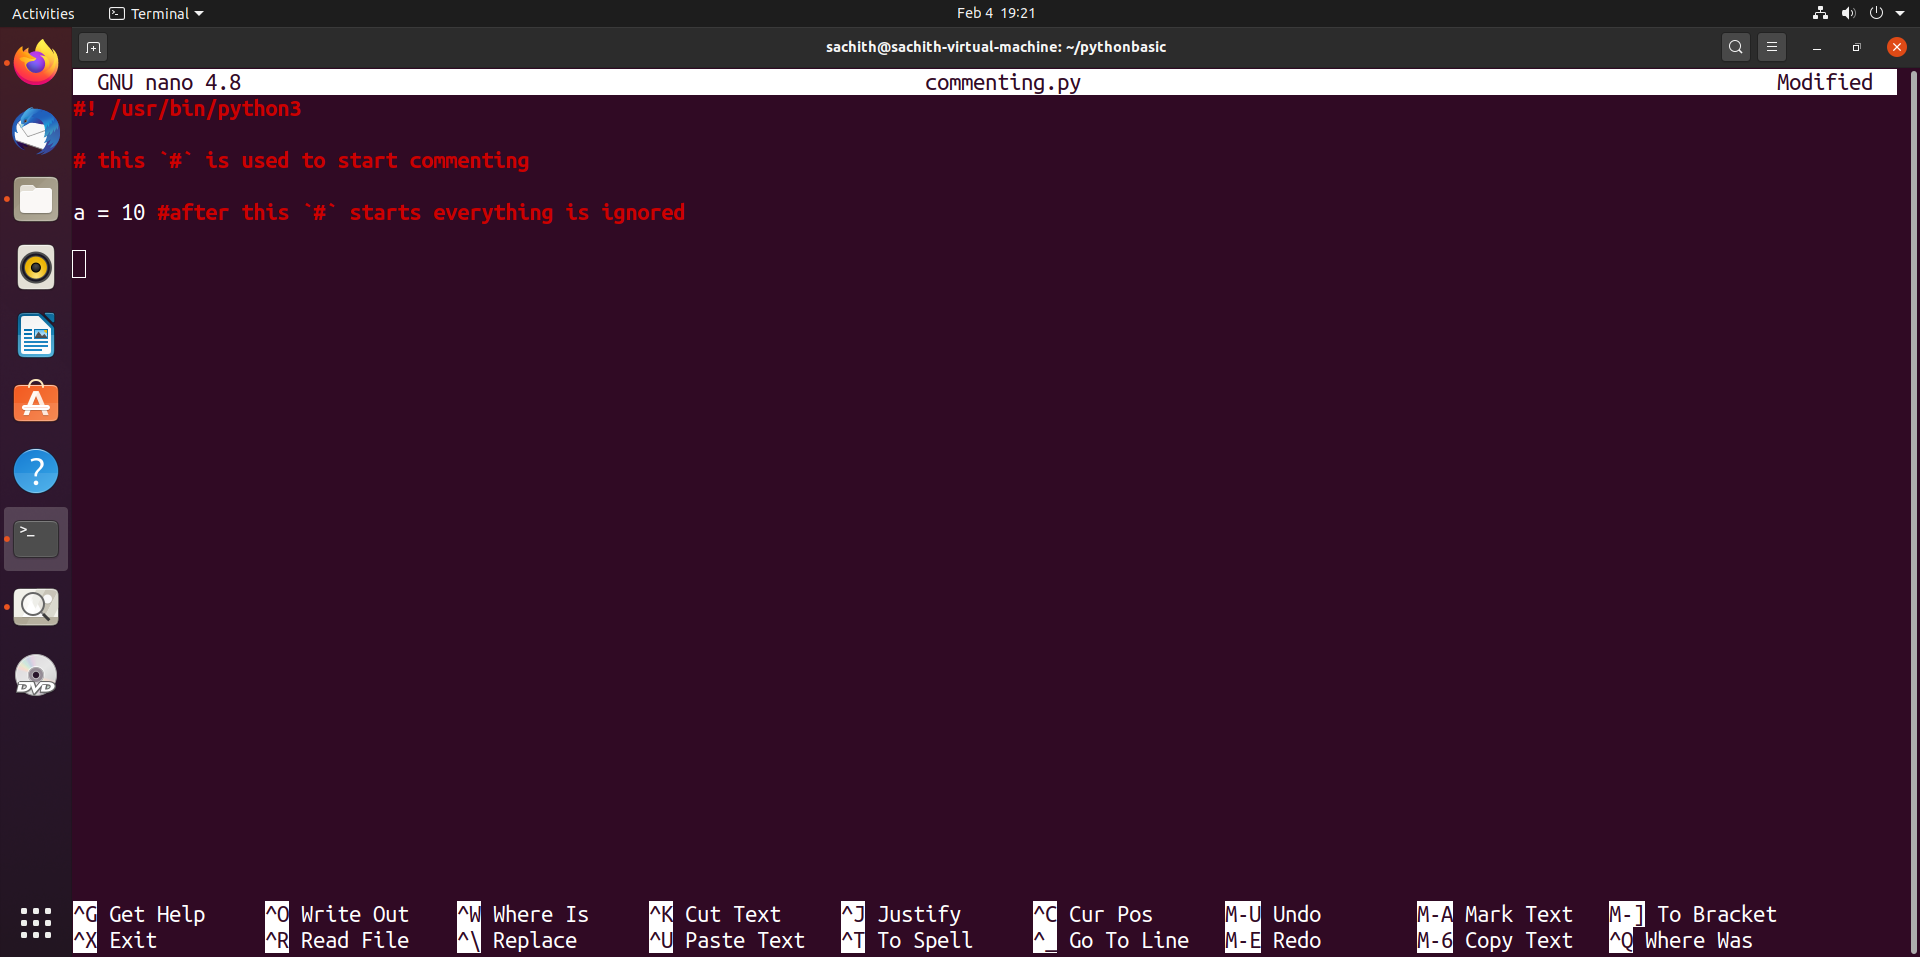 Activities Terminal Feb 4 19:21
sachith@sachith-virtual-machine: ~/pythonbasic
GNU nano 4.8 commenting.py Modified
#! /usr/bin/python3
# this `#` is used to start commenting
a = 10 #after this `#` starts everything is ignored
>_
DVD
^G Get Help ^O Write Out ^W Where Is ^K Cut Text ^J Justify ^C Cur Pos M-U Undo M-A Mark Text M-] To Bracket
^X Exit ^R Read File ^\ Replace ^U Paste Text ^T To Spell ^_ Go To Line M-E Redo M-6 Copy Text ^Q Where Was